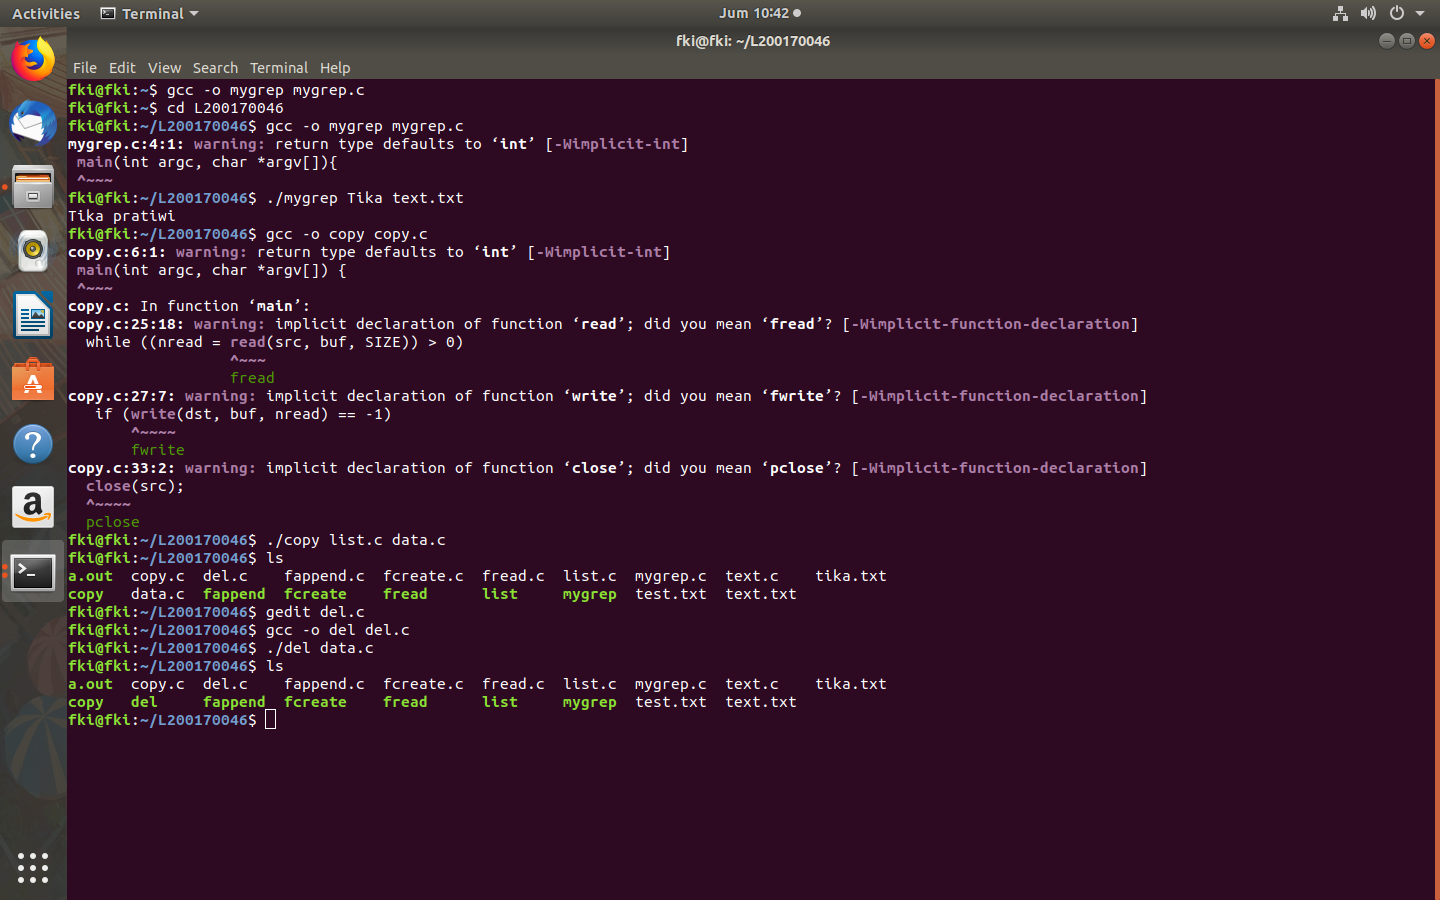 Activities Terminal Jum 10:42
fki@fki: ~/L200170046
File Edit View Search Terminal Help
fki@fki:~$ gcc -o mygrep mygrep.c
fki@fki:~$ cd L200170046
fki@fki:~/L200170046$ gcc -o mygrep mygrep.c
mygrep.c:4:1: warning: return type defaults to ‘int’ [-Wimplicit-int]
 main(int argc, char *argv[]){
 ^~~~
fki@fki:~/L200170046$ ./mygrep Tika text.txt
Tika pratiwi
fki@fki:~/L200170046$ gcc -o copy copy.c
copy.c:6:1: warning: return type defaults to ‘int’ [-Wimplicit-int]
 main(int argc, char *argv[]) {
 ^~~~
copy.c: In function ‘main’:
copy.c:25:18: warning: implicit declaration of function ‘read’; did you mean ‘fread’? [-Wimplicit-function-declaration]
  while ((nread = read(src, buf, SIZE)) > 0)
                  ^~~~
                  fread
copy.c:27:7: warning: implicit declaration of function ‘write’; did you mean ‘fwrite’? [-Wimplicit-function-declaration]
   if (write(dst, buf, nread) == -1)
       ^~~~~
       fwrite
copy.c:33:2: warning: implicit declaration of function ‘close’; did you mean ‘pclose’? [-Wimplicit-function-declaration]
  close(src);
  ^~~~~
  pclose
fki@fki:~/L200170046$ ./copy list.c data.c
fki@fki:~/L200170046$ ls
a.out  copy.c  del.c    fappend.c  fcreate.c  fread.c  list.c  mygrep.c  text.c    tika.txt
copy   data.c  fappend  fcreate    fread      list     mygrep  test.txt  text.txt
fki@fki:~/L200170046$ gedit del.c
fki@fki:~/L200170046$ gcc -o del del.c
fki@fki:~/L200170046$ ./del data.c
fki@fki:~/L200170046$ ls
a.out  copy.c  del.c    fappend.c  fcreate.c  fread.c  list.c  mygrep.c  text.c    tika.txt
copy   del     fappend  fcreate    fread      list     mygrep  test.txt  text.txt
fki@fki:~/L200170046$